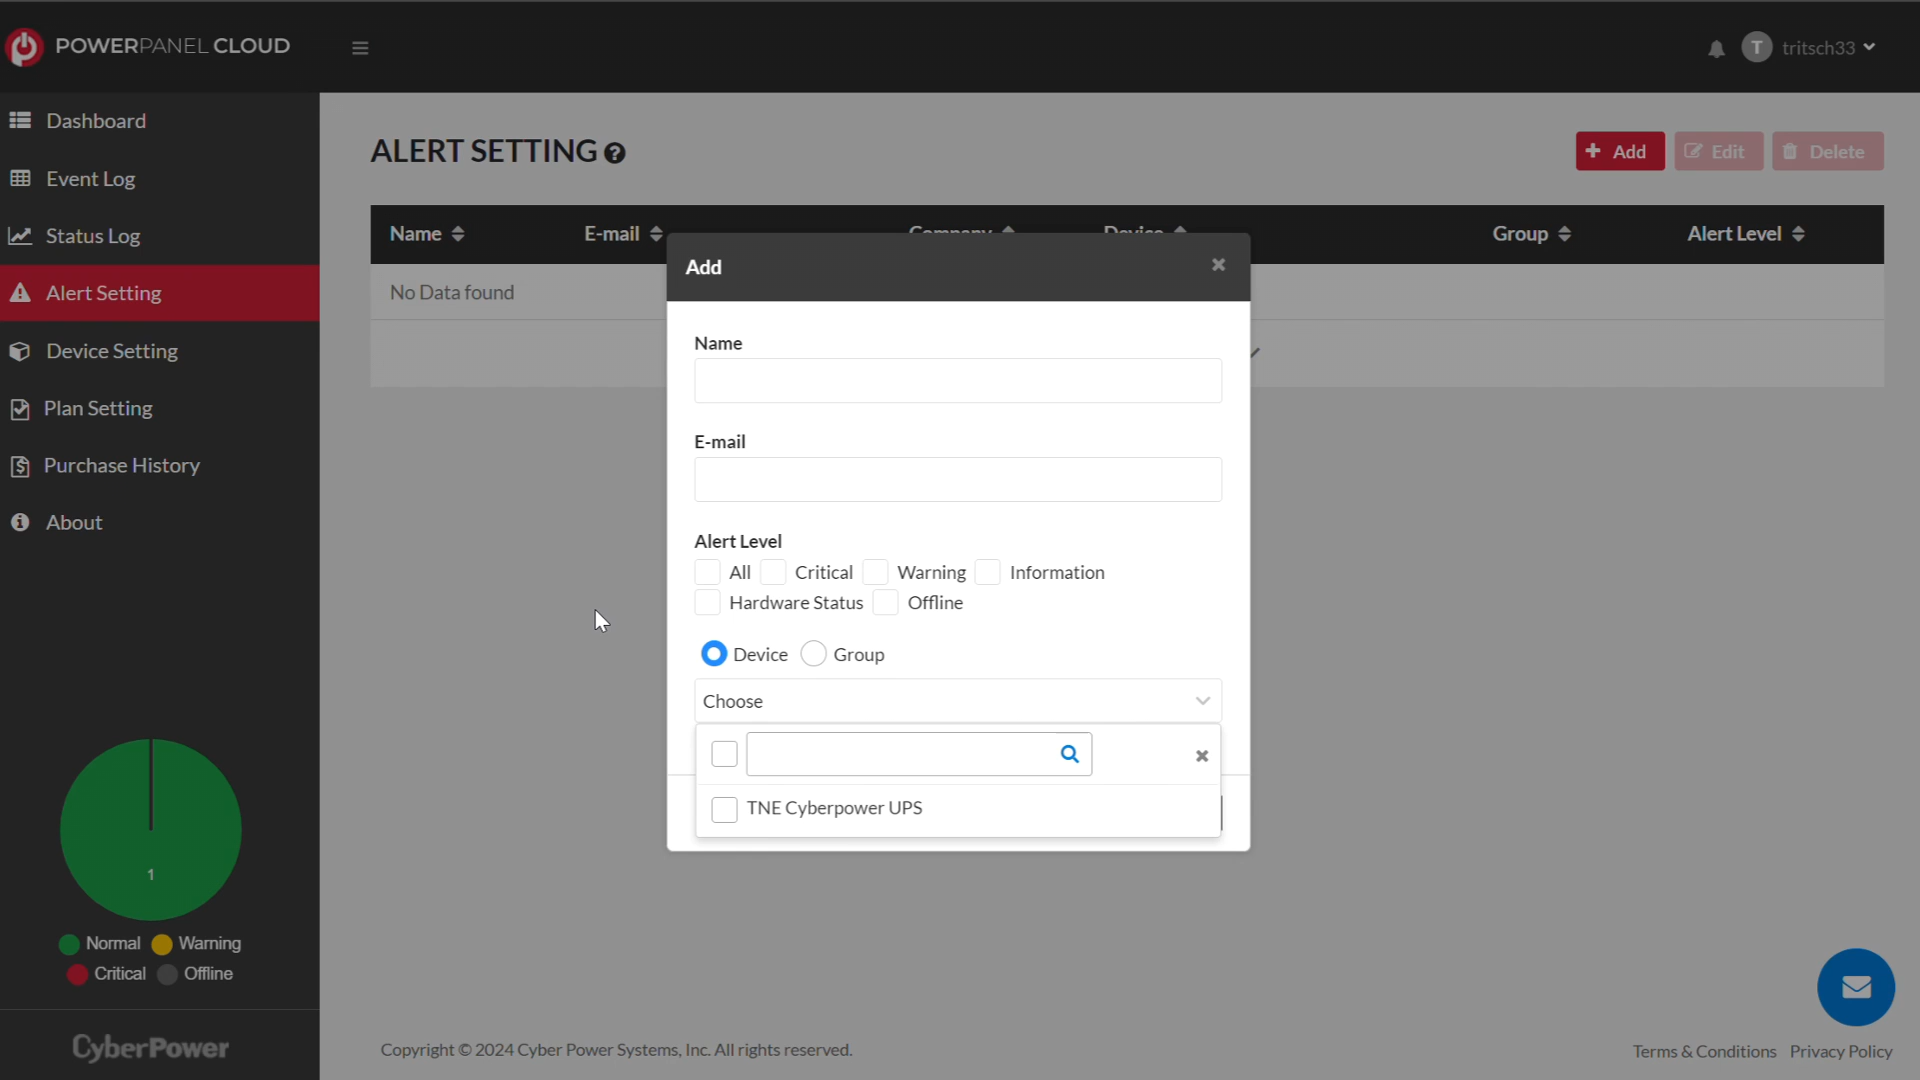 POWERPANEL CLOUD
T tritsch33
Dashboard
Event Log
Status Log
Alert Setting
Device Setting
Plan Setting
Purchase History
About
1
Normal Warning
Critical Offline
CyberPower
ALERT SETTING
+ Add Edit Delete
Name E-mail Company Device Group Alert Level
No Data found
Add
Name
E-mail
Alert Level
All Critical Warning Information
Hardware Status Offline
Device Group
Choose
TNE Cyberpower UPS
Copyright © 2024 Cyber Power Systems, Inc. All rights reserved.
Terms & Conditions Privacy Policy